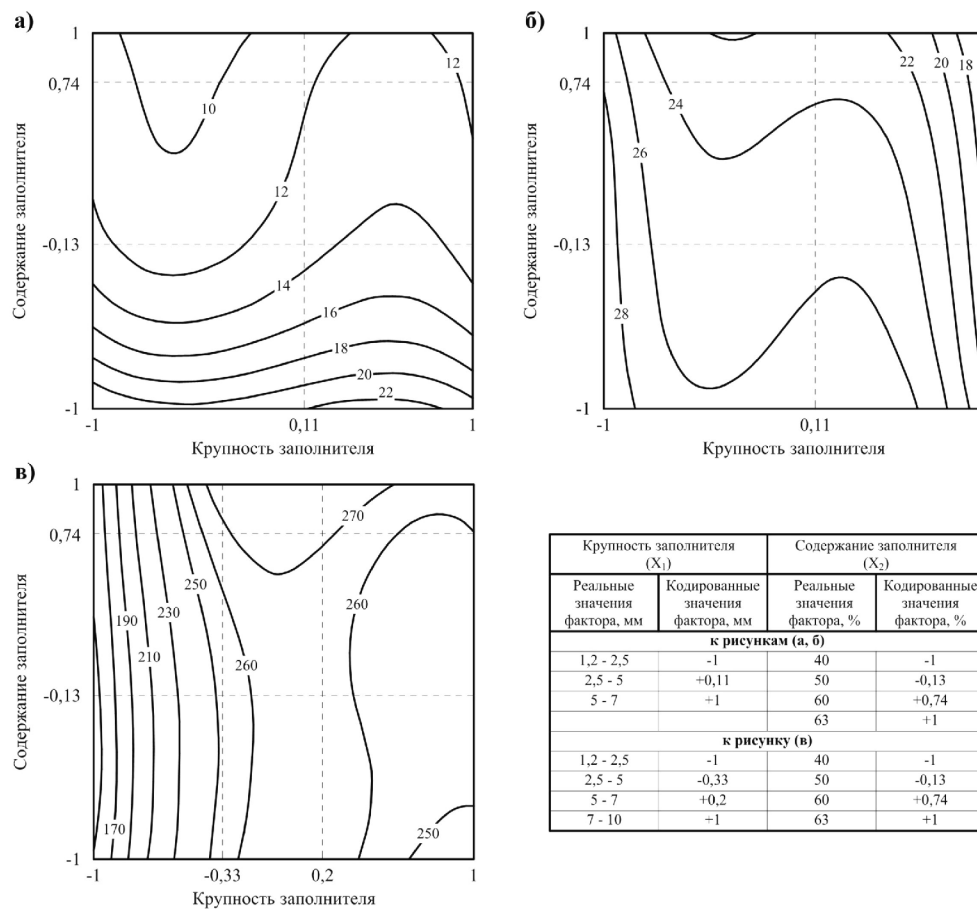 а)
1
0,74
-0,13
-1
Содержание заполнителя
10
12
12
14
16
18
20
22
-1
0,11
1
Крупность заполнителя
б)
1
0,74
-0,13
-1
Содержание заполнителя
22
20
18
24
26
28
-1
0,11
1
Крупность заполнителя
в)
1
0,74
-0,13
-1
Содержание заполнителя
270
250
260
190
230
210
260
170
250
-1
-0,33
0,2
1
Крупность заполнителя
Крупность заполнителя Содержание заполнителя
(X₁) (X₂)
Реальные Кодированные Реальные Кодированные
значения значения значения значения
фактора, мм фактора, мм фактора, % фактора, %
к рисункам (а, б)
1,2 - 2,5 -1 40 -1
2,5 - 5 +0,11 50 -0,13
5 - 7 +1 60 +0,74
63 +1
к рисунку (в)
1,2 - 2,5 -1 40 -1
2,5 - 5 -0,33 50 -0,13
5 - 7 +0,2 60 +0,74
7 - 10 +1 63 +1